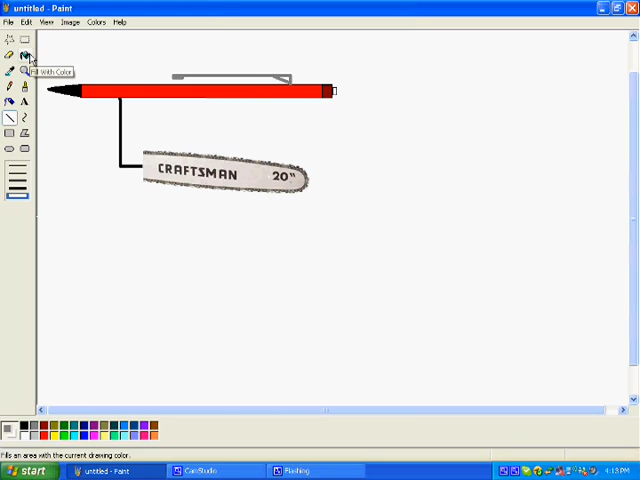 untitled - Paint
File Edit View Image Colors Help
Fill With Color
A
CRAFTSMAN 20"
Fills an area with the current drawing color.
start untitled - Paint CamStudio Flashing 4:13 PM